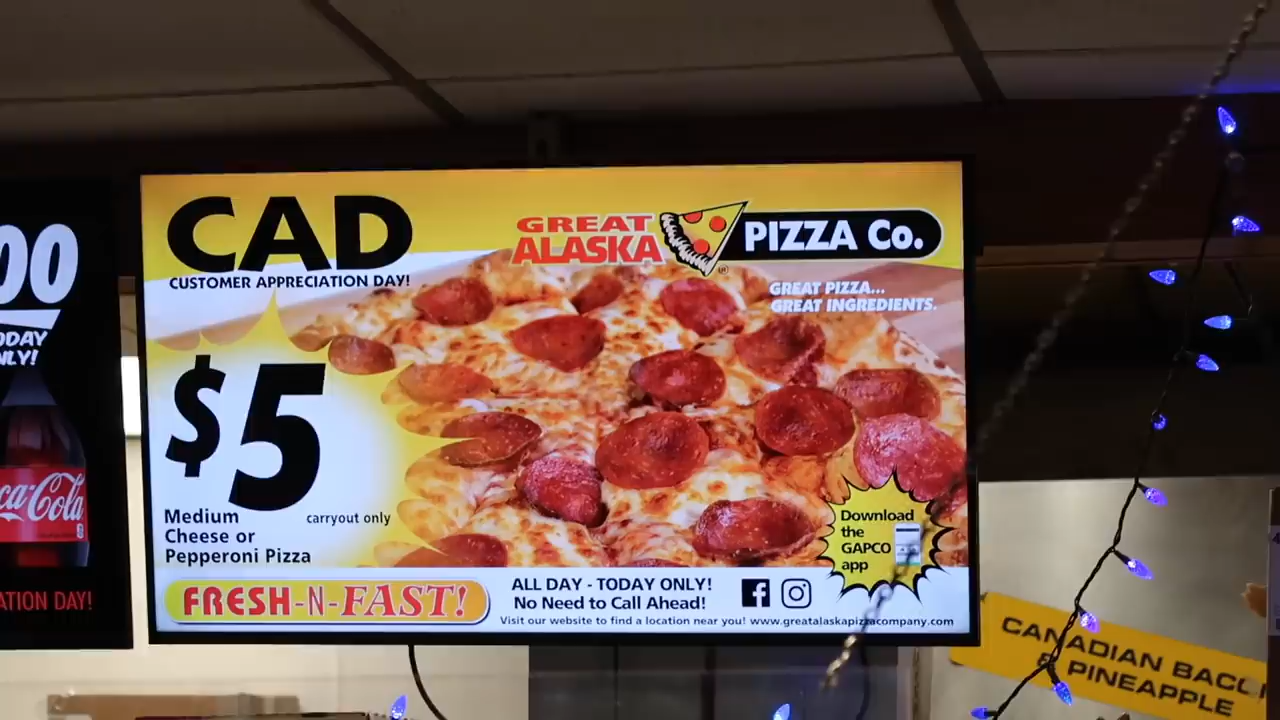 00
TODAY
ONLY!
ca-Cola
ATION DAY!
CAD
CUSTOMER APPRECIATION DAY!
GREAT
ALASKA
PIZZA Co.
®
GREAT PIZZA...
GREAT INGREDIENTS.
$5
Medium
Cheese or
Pepperoni Pizza
carryout only
Download
the
GAPCO
app
FRESH-N-FAST!
ALL DAY - TODAY ONLY!
No Need to Call Ahead!
Visit our website to find a location near you! www.greatalaskapizzacompany.com
CANADIAN BACON
& PINEAPPLE